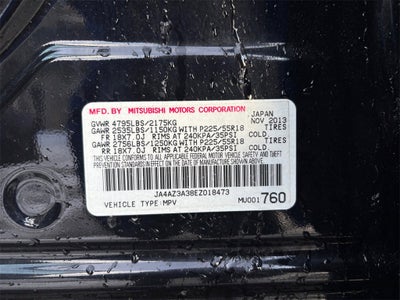 MFD BY MITSUBISHI MOTORS CORPORATION JAPAN
GVWR 4795LBS/2175KG NOV 2013
GAWR 2535LBS/1150KG WITH P225/55R18 TIRES
FR 18X7.0J RIMS AT 240KPA/35PSI COLD
GAWR 2756LBS/1250KG WITH P225/55R18 TIRES
RR 18X7.0J RIMS AT 240KPA/35PSI COLD
THIS VEHICLE CONFORMS TO ALL APPLICABLE FEDERAL MOTOR VEHICLE SAFETY, BUMPER, AND THEFT
PREVENTION STANDARDS IN EFFECT ON THE DATE OF MANUFACTURE SHOWN ABOVE.
JA4AZ3A38EZ018473
VEHICLE TYPE:MPV MU001 760